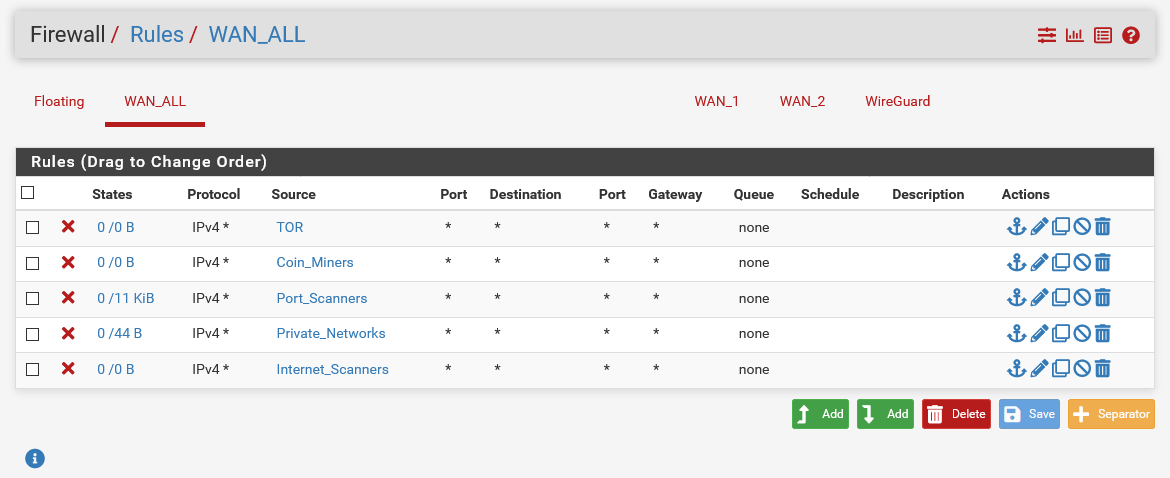 Firewall / Rules / WAN_ALL
Floating WAN_ALL WAN_1 WAN_2 WireGuard
Rules (Drag to Change Order)
States Protocol Source Port Destination Port Gateway Queue Schedule Description Actions
0 /0 B IPv4 * TOR * * * * none
0 /0 B IPv4 * Coin_Miners * * * * none
0 /11 KiB IPv4 * Port_Scanners * * * * none
0 /44 B IPv4 * Private_Networks * * * * none
0 /0 B IPv4 * Internet_Scanners * * * * none
Add Add Delete Save Separator